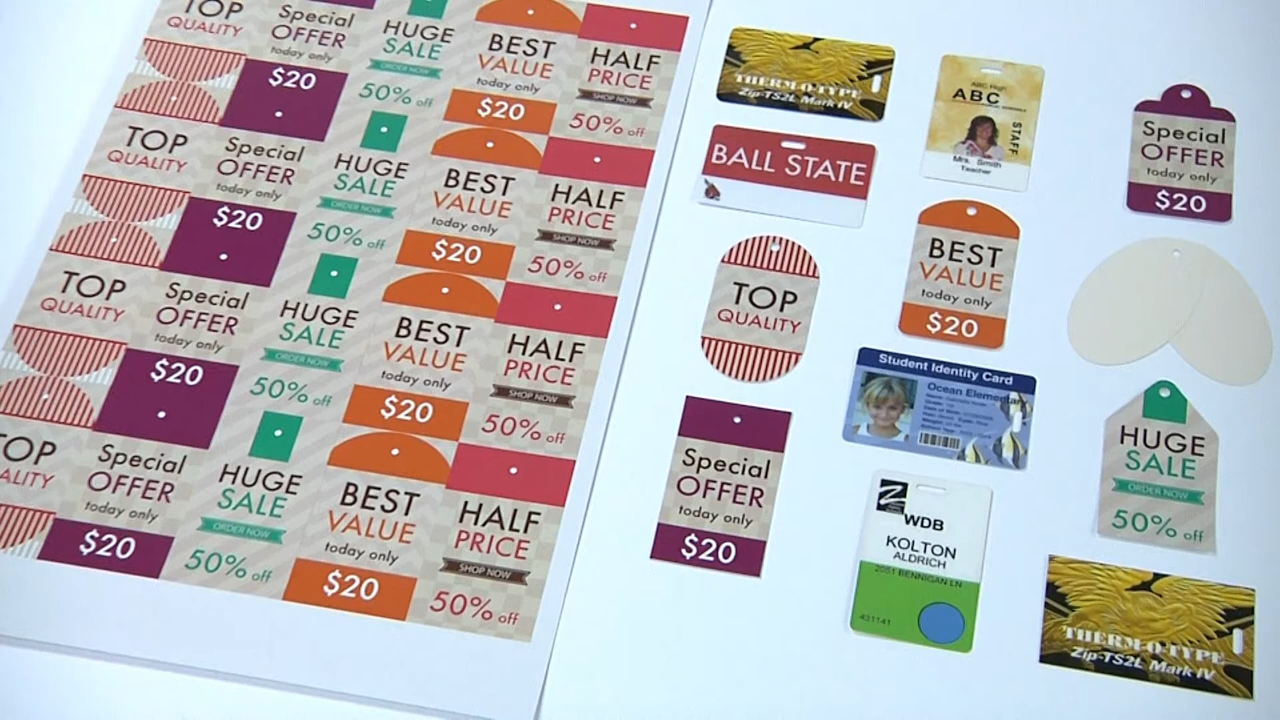 TOP
QUALITY
Special
OFFER
today only
HUGE
SALE
ORDER NOW
50% off
BEST
VALUE
today only
$20
HALF
PRICE
SHOP NOW
50% off
$20
TOP
QUALITY
Special
OFFER
today only
HUGE
SALE
ORDER NOW
50% off
BEST
VALUE
today only
$20
HALF
PRICE
SHOP NOW
50% off
$20
TOP
QUALITY
Special
OFFER
today only
HUGE
SALE
ORDER NOW
50% off
BEST
VALUE
today only
$20
HALF
PRICE
SHOP NOW
50% off
$20
TOP
ALITY
Special
OFFER
today only
$20
HUGE
SALE
ORDER NOW
50% off
BEST
VALUE
today only
$20
HALF
PRICE
SHOP NOW
50% off
THERM-O-TYPE
Zip-TS2L Mark IV
ABC High
ABC
STAFF
Mrs. Smith
Teacher
Special
OFFER
today only
$20
BALL STATE
BEST
VALUE
today only
$20
TOP
QUALITY
Student Identity Card
Ocean Elementary
HUGE
SALE
ORDER NOW
50% off
Special
OFFER
today only
$20
Z
WDB
KOLTON
ALDRICH
2051 BENNIGAN LN
431141
THERM-O-TYPE
Zip-TS2L Mark IV